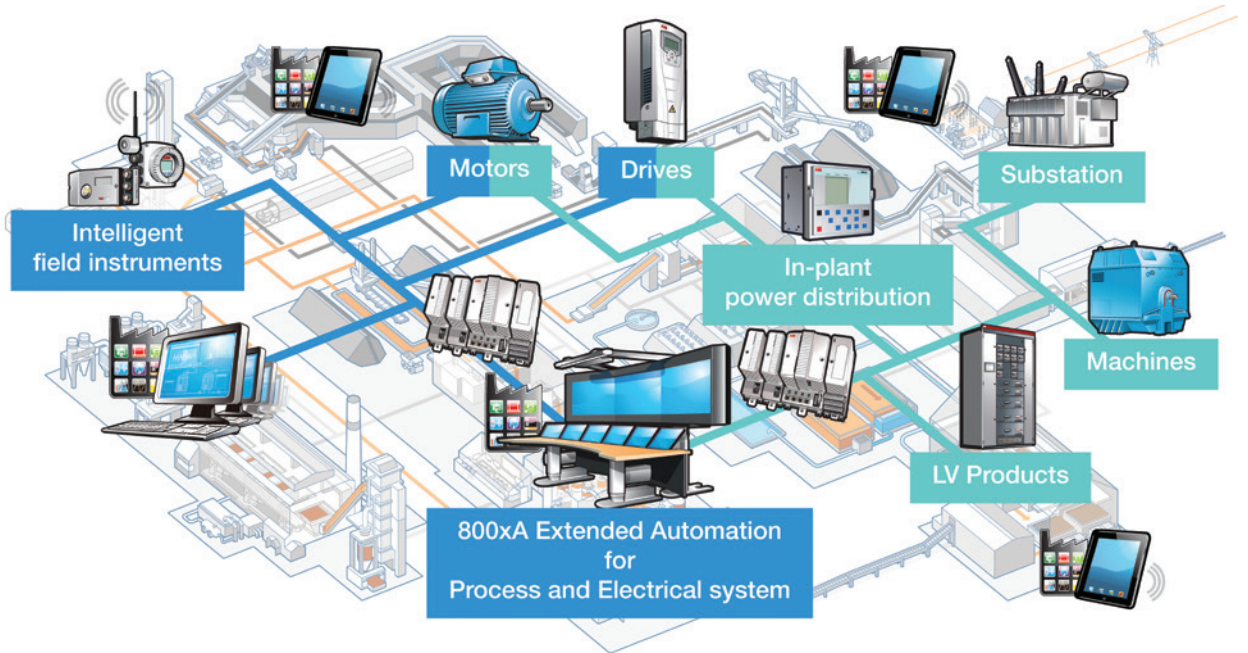 Motors
Drives
Substation
Intelligent
field instruments
In-plant
power distribution
Machines
LV Products
800xA Extended Automation
for
Process and Electrical system